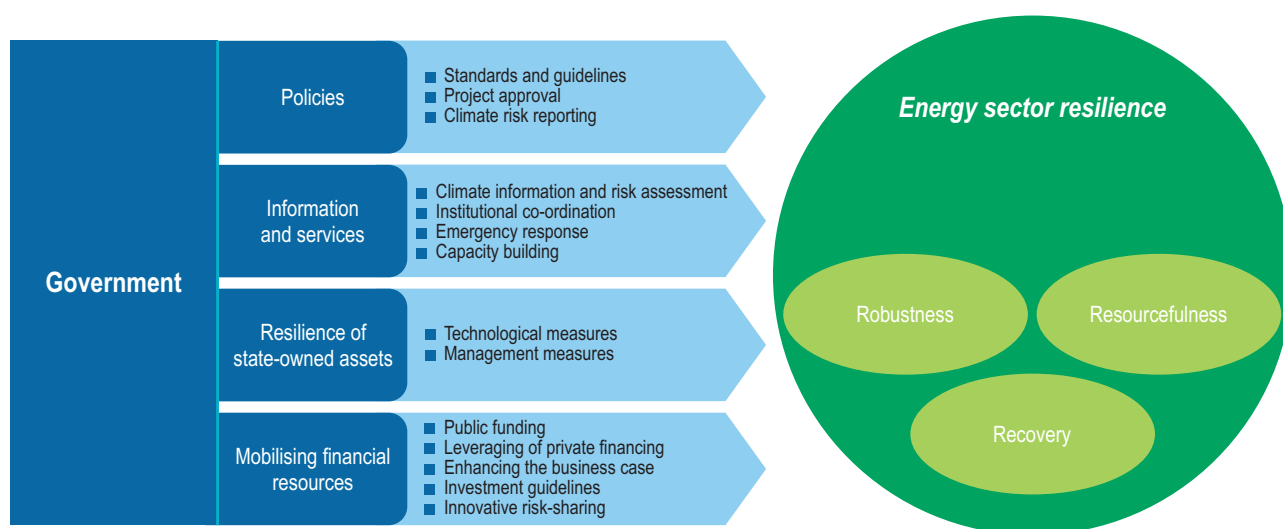 Government
Policies
Standards and guidelines
Project approval
Climate risk reporting
Information
and services
Climate information and risk assessment
Institutional co-ordination
Emergency response
Capacity building
Resilience of
state-owned assets
Technological measures
Management measures
Mobilising financial
resources
Public funding
Leveraging of private financing
Enhancing the business case
Investment guidelines
Innovative risk-sharing
Energy sector resilience
Robustness
Resourcefulness
Recovery